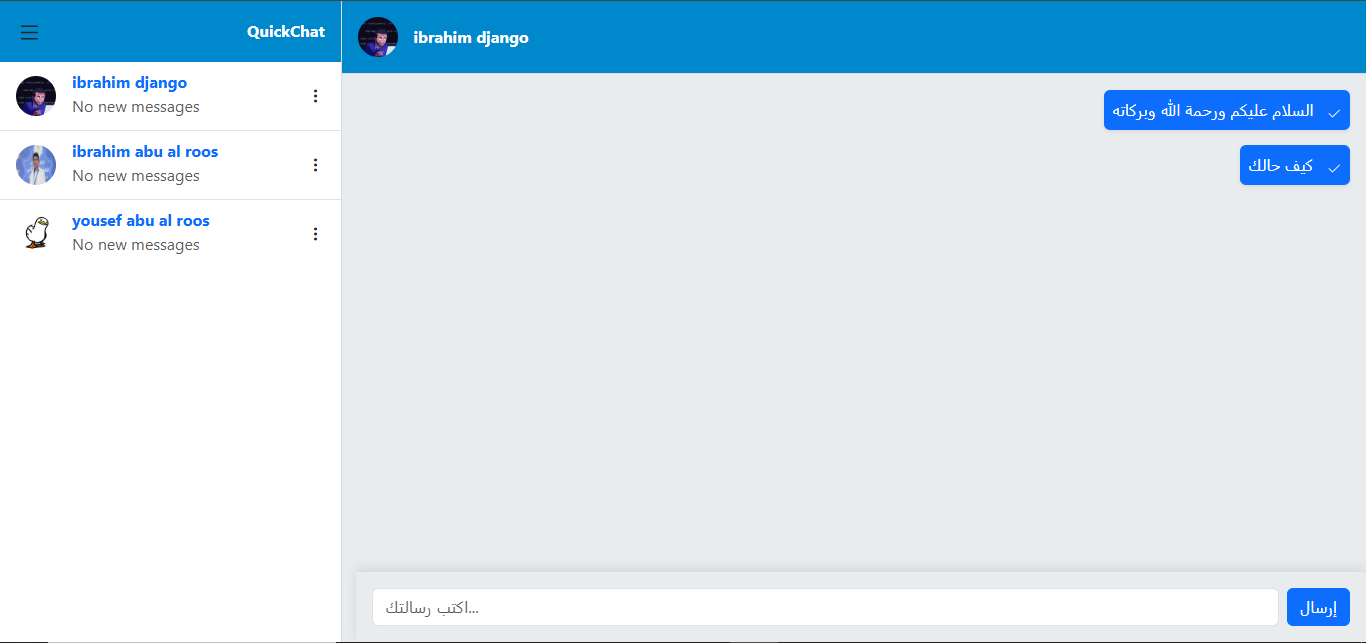 QuickChat
ibrahim django
No new messages
ibrahim abu al roos
No new messages
yousef abu al roos
No new messages
ibrahim django
السلام عليكم ورحمة الله وبركاته
كيف حالك
اكتب رسالتك...
إرسال